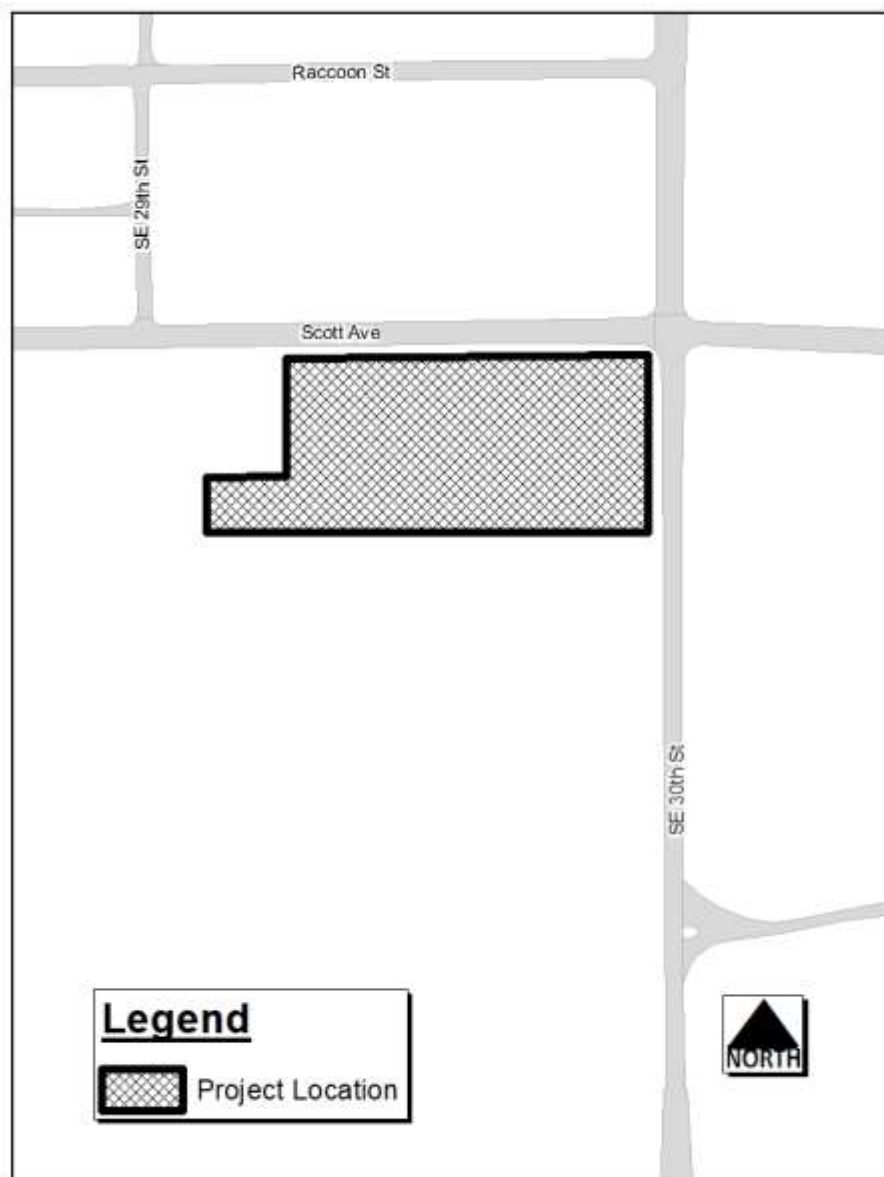 Raccoon St
SE 29th St
Scott Ave
SE 30th St
Legend
Project Location
NORTH